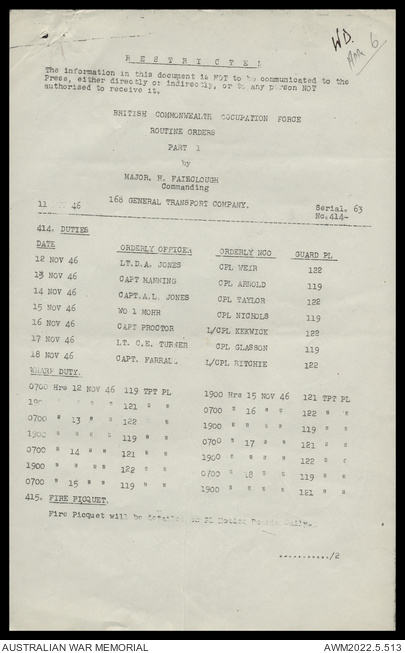 WD.
App 6
R E S T R I C T E D
The information in this document is NOT to be communicated to the
Press, either directly or indirectly, or to any person NOT
authorised to receive it.
BRITISH COMMONWEALTH OCCUPATION FORCE
ROUTINE ORDERS
PART 1
by
MAJOR. H. FAIRCLOUGH
Commanding
168 GENERAL TRANSPORT COMPANY.
11 46
Serial. 63
No. 414-
414. DUTIES
DATE ORDERLY OFFICER ORDERLY NCO GUARD PL
12 NOV 46 LT.D.A. JONES CPL WEIR 122
13 NOV 46 CAPT MANNING CPL ARNOLD 119
14 NOV 46 CAPT.A.L. JONES CPL TAYLOR 122
15 NOV 46 WO 1 MOHR CPL NICHOLS 119
16 NOV 46 CAPT PROCTOR L/CPL KEKWICK 122
17 NOV 46 LT. C.E. TURNER CPL GLASSON 119
18 NOV 46 CAPT. FARRALL L/CPL RITCHIE 122
WHARF DUTY.
0700 Hrs 12 NOV 46 119 TPT PL 1900 Hrs 15 NOV 46 121 TPT PL
" " " 121 " " 0700 " 16 " " 122 " "
0700 " 13 " " 122 " 1900 " " " " 119 " "
1900 " " " " 119 " " 0700 " 17 " " 121 " "
0700 " 14 " " 121 " " 1900 " " " " 122 " "
1900 " " " " 122 " " 0700 " 18 " " 119 " "
0700 " 15 " " 119 " " 1900 " " " " 121 " "
415. FIRE PICQUET.
Fire Picquet will be detailed Daily.
.........../2
AUSTRALIAN WAR MEMORIAL AWM2022.5.513